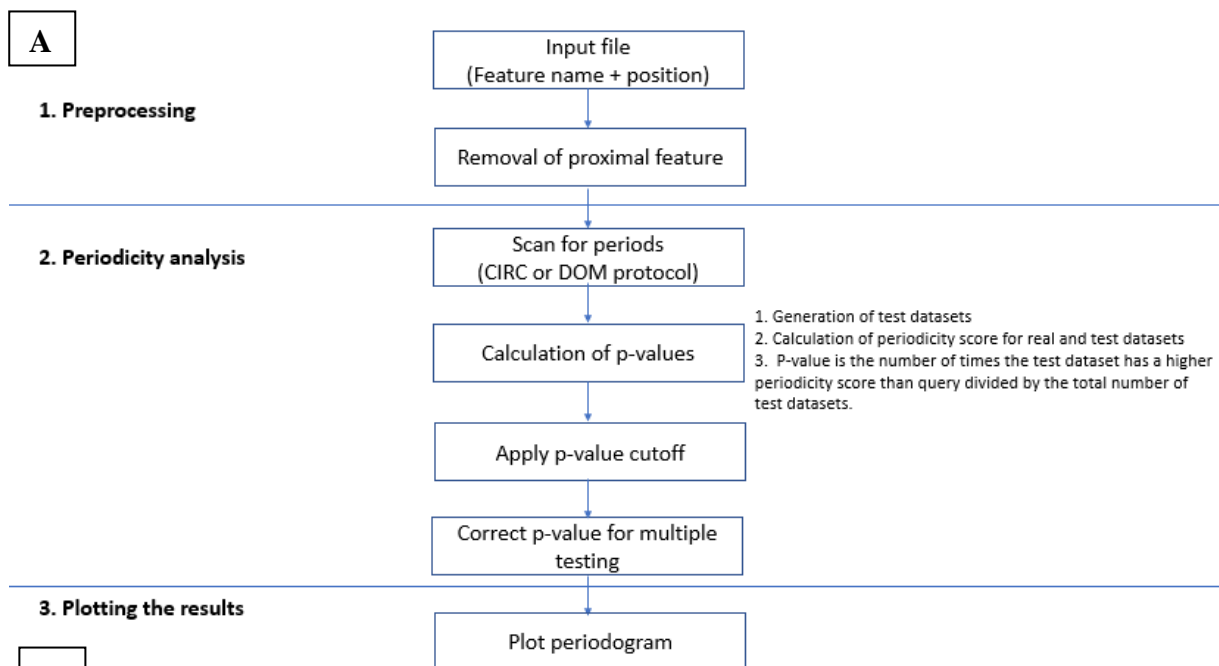 A
Input file
(Feature name + position)
1. Preprocessing
Removal of proximal feature
2. Periodicity analysis
Scan for periods
(CIRC or DOM protocol)
Calculation of p-values
1. Generation of test datasets
2. Calculation of periodicity score for real and test datasets
3. P-value is the number of times the test dataset has a higher
periodicity score than query divided by the total number of
test datasets.
Apply p-value cutoff
Correct p-value for multiple
testing
3. Plotting the results
Plot periodogram